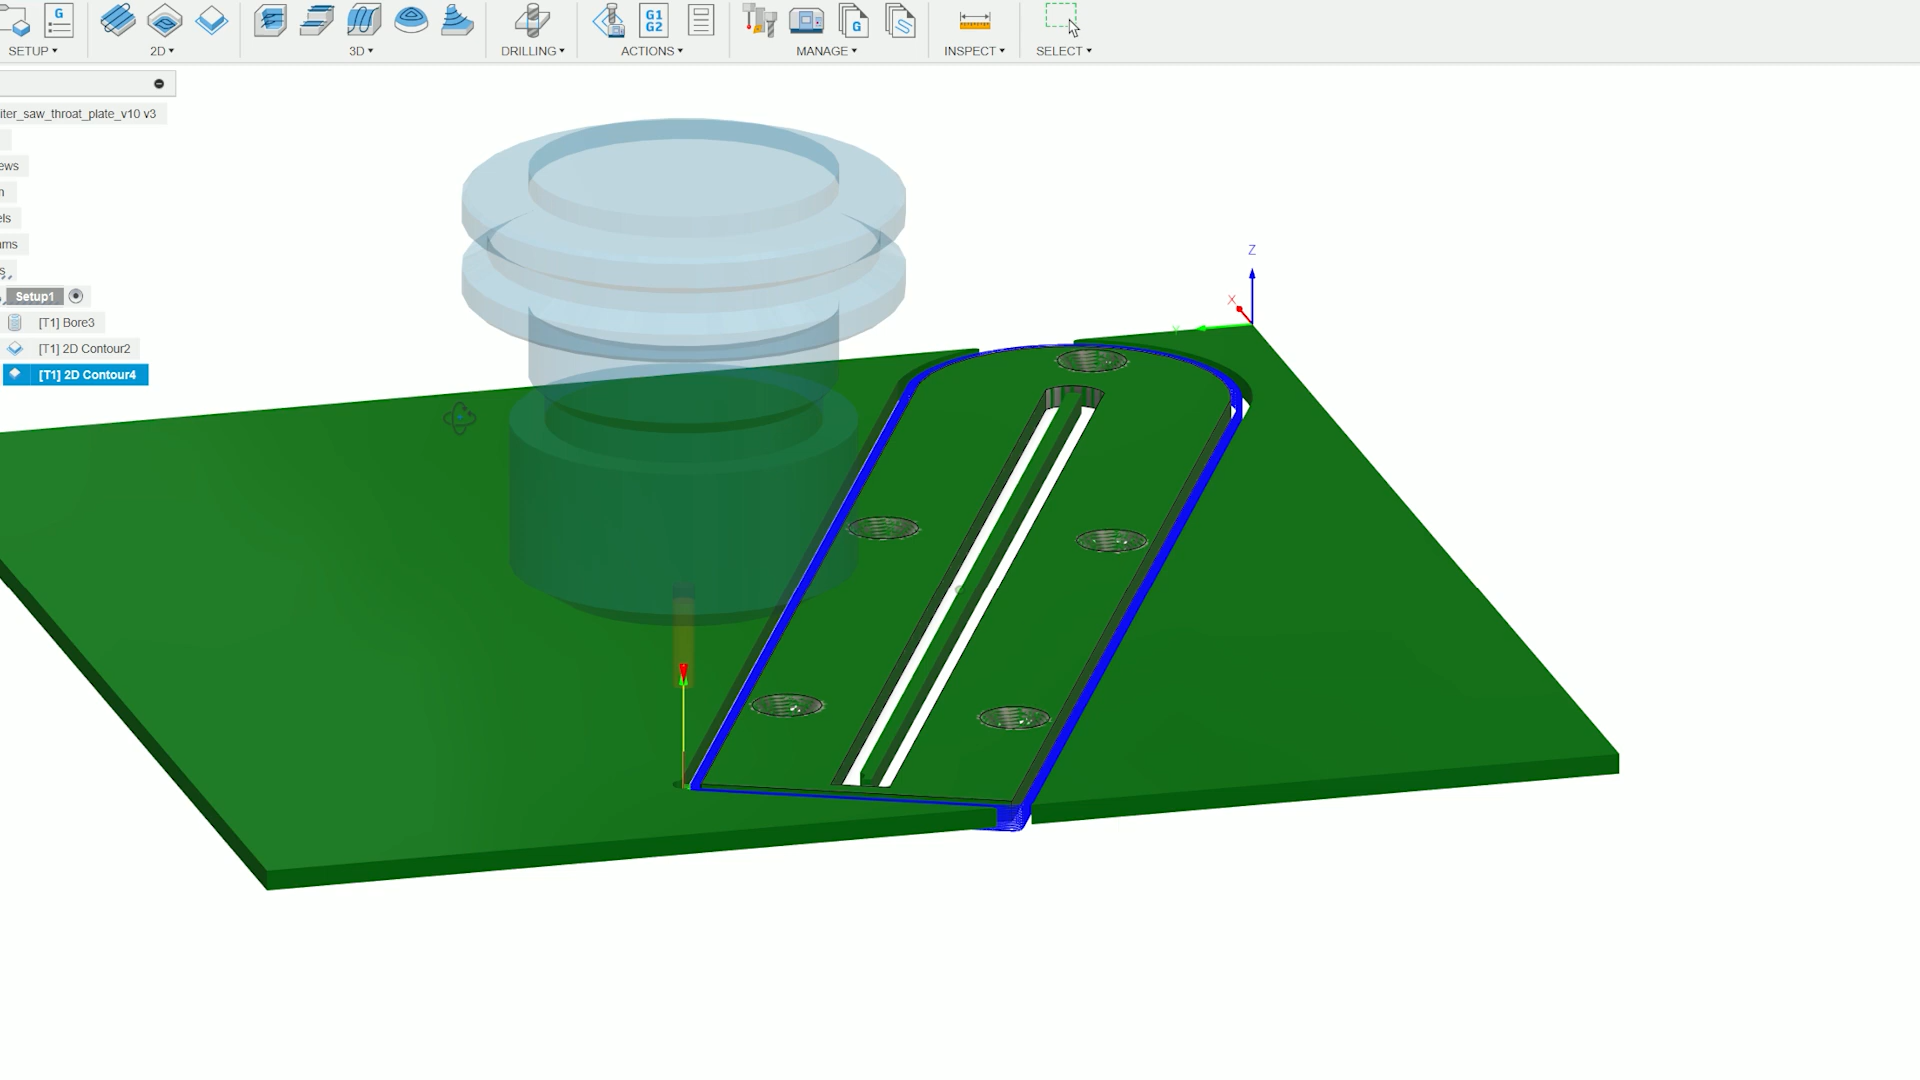 G
G1
G2
G
SETUP
2D
3D
DRILLING
ACTIONS
MANAGE
INSPECT
SELECT
iter_saw_throat_plate_v10 v3
ews
n
els
ams
s
Setup1
[T1] Bore3
[T1] 2D Contour2
[T1] 2D Contour4
Z
X
Y